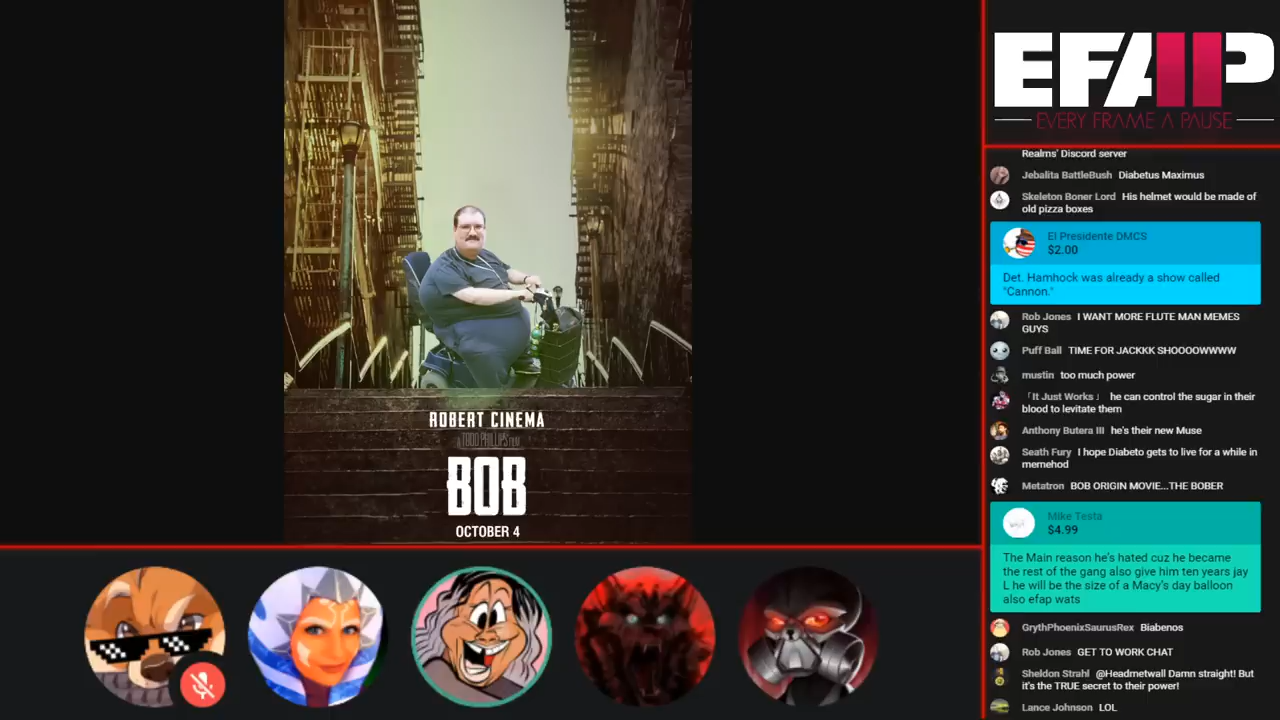 ROBERT CINEMA
A TODD PHILLIPS FILM
BOB
OCTOBER 4
EFAP
EVERY FRAME A PAUSE
Realms' Discord server
Jebalita BattleBush Diabetus Maximus
Skeleton Boner Lord His helmet would be made of
old pizza boxes
El Presidente DMCS
$2.00
Det. Hamhock was already a show called
"Cannon."
Rob Jones I WANT MORE FLUTE MAN MEMES
GUYS
Puff Ball TIME FOR JACKKK SHOOOOWWWW
mustin too much power
「It Just Works」 he can control the sugar in their
blood to levitate them
Anthony Butera III he's their new Muse
Seath Fury I hope Diabeto gets to live for a while in
memehod
Metatron BOB ORIGIN MOVIE...THE BOBER
Mike Testa
$4.99
The Main reason he's hated cuz he became
the rest of the gang also give him ten years jay
L he will be the size of a Macy's day balloon
also efap wats
GrythPhoenixSaurusRex Biabenos
Rob Jones GET TO WORK CHAT
Sheldon Strahl @Headmetwall Damn straight! But
it's the TRUE secret to their power!
Lance Johnson LOL